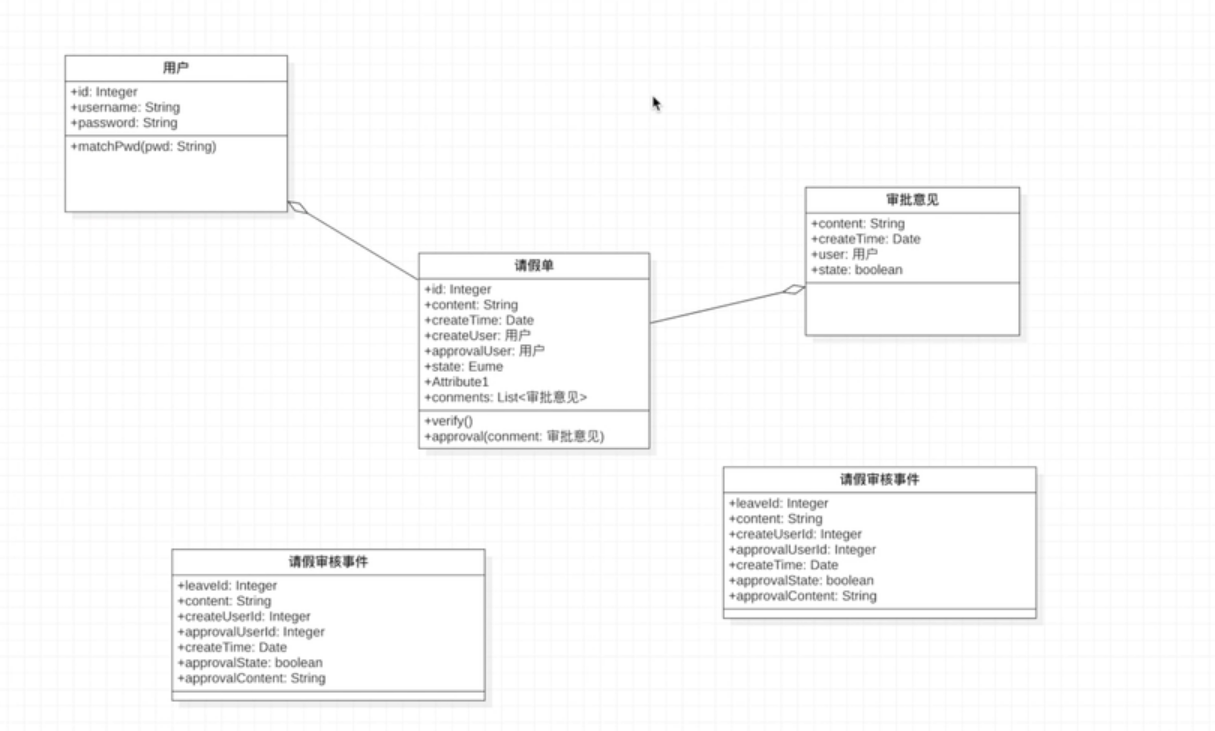 用户
+id: Integer
+username: String
+password: String
+matchPwd(pwd: String)
审批意见
+content: String
+createTime: Date
+user: 用户
+state: boolean
请假单
+id: Integer
+content: String
+createTime: Date
+createUser: 用户
+approvalUser: 用户
+state: Eume
+Attribute1
+conments: List<审批意见>
+verify()
+approval(conment: 审批意见)
请假审核事件
+leaveId: Integer
+content: String
+createUserId: Integer
+approvalUserId: Integer
+createTime: Date
+approvalState: boolean
+approvalContent: String
请假审核事件
+leaveId: Integer
+content: String
+createUserId: Integer
+approvalUserId: Integer
+createTime: Date
+approvalState: boolean
+approvalContent: String